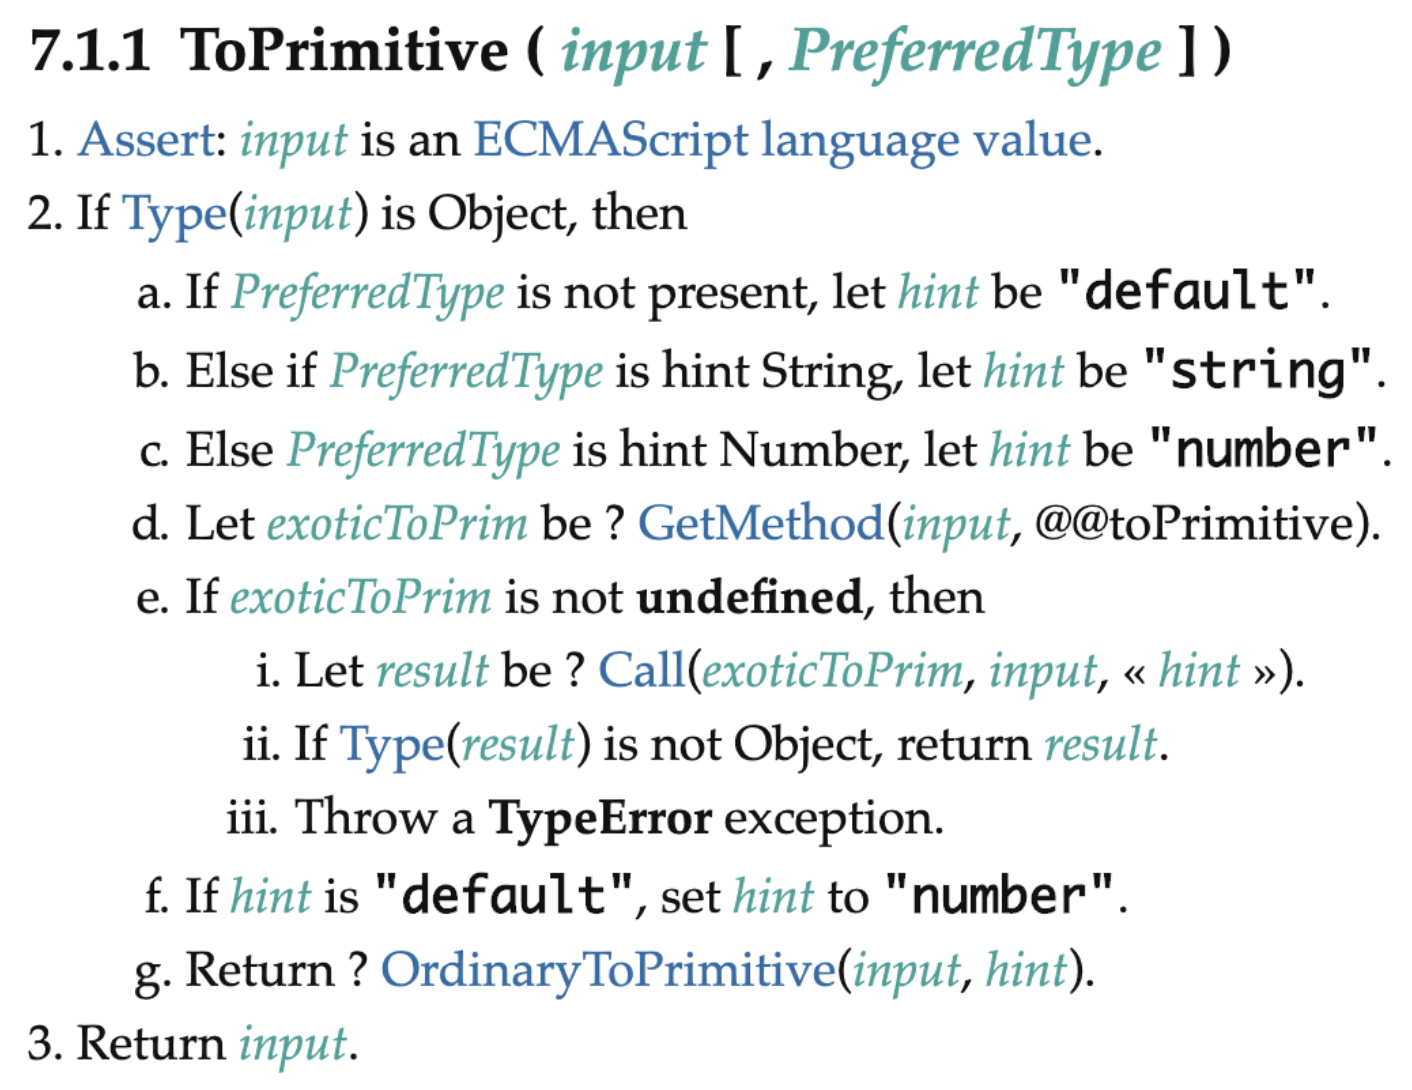 7.1.1 ToPrimitive ( input [ , PreferredType ] )
1. Assert: input is an ECMAScript language value.
2. If Type(input) is Object, then
a. If PreferredType is not present, let hint be "default".
b. Else if PreferredType is hint String, let hint be "string".
c. Else PreferredType is hint Number, let hint be "number".
d. Let exoticToPrim be ? GetMethod(input, @@toPrimitive).
e. If exoticToPrim is not undefined, then
i. Let result be ? Call(exoticToPrim, input, « hint »).
ii. If Type(result) is not Object, return result.
iii. Throw a TypeError exception.
f. If hint is "default", set hint to "number".
g. Return ? OrdinaryToPrimitive(input, hint).
3. Return input.